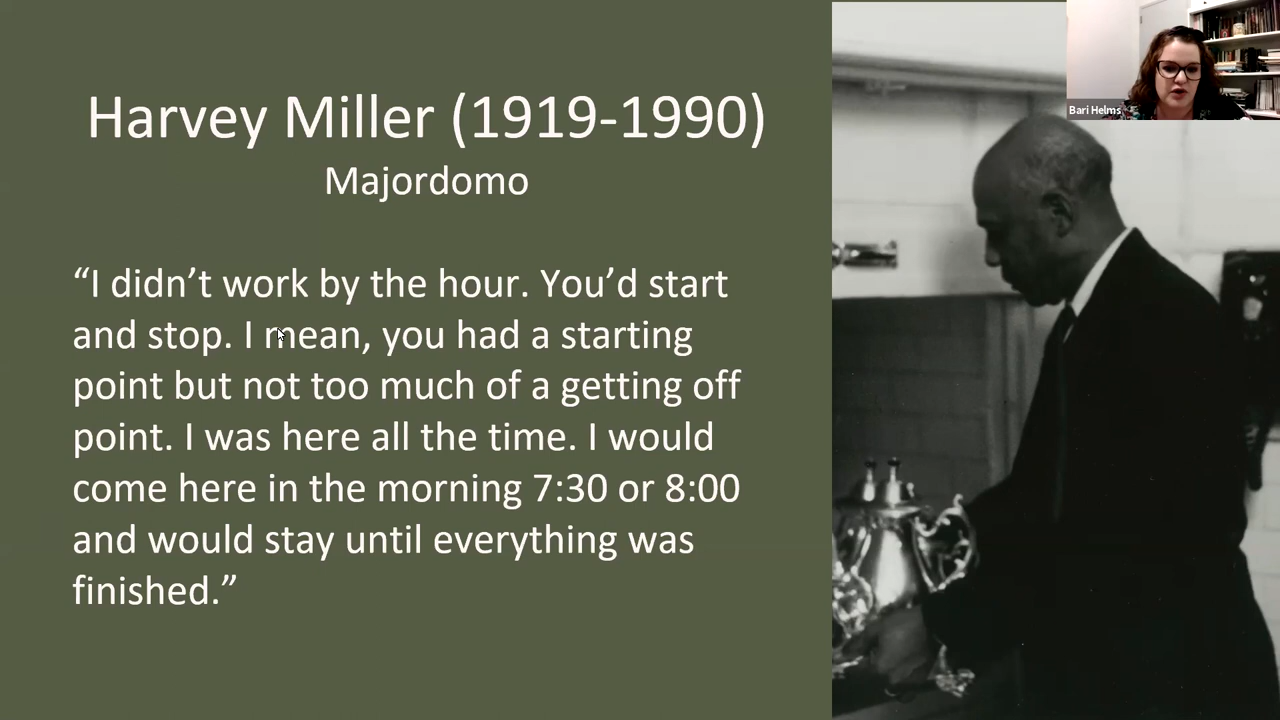 Harvey Miller (1919-1990)
Majordomo
“I didn’t work by the hour. You’d start
and stop. I mean, you had a starting
point but not too much of a getting off
point. I was here all the time. I would
come here in the morning 7:30 or 8:00
and would stay until everything was
finished.”
Bari Helms